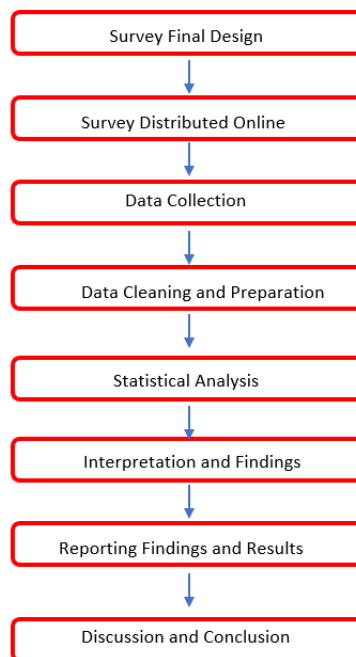 Survey Final Design
Survey Distributed Online
Data Collection
Data Cleaning and Preparation
Statistical Analysis
Interpretation and Findings
Reporting Findings and Results
Discussion and Conclusion